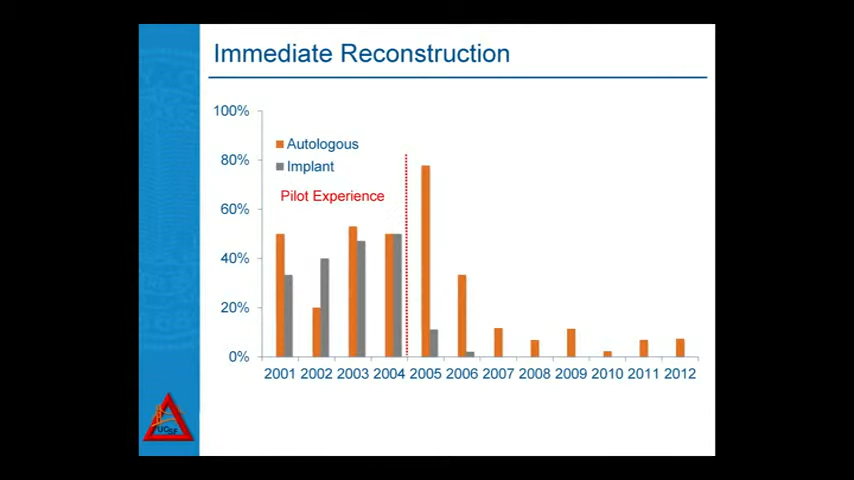 Immediate Reconstruction
100%
Autologous
80%
Implant
Pilot Experience
60%
40%
20%
0%
2001 2002 2003 2004 2005 2006 2007 2008 2009 2010 2011 2012
UCSF